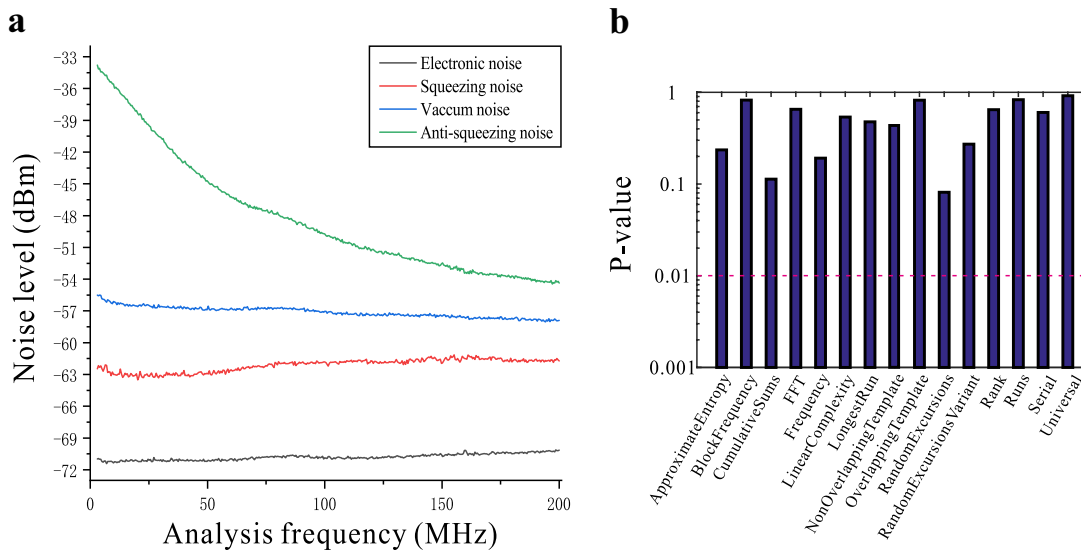 a
b
-33
-36
-39
-42
-45
-48
-51
-54
-57
-60
-63
-66
-69
-72
Noise level (dBm)
Electronic noise
Squeezing noise
Vaccum noise
Anti-squeezing noise
0
50
100
150
200
Analysis frequency (MHz)
1
0.1
0.01
0.001
P-value
ApproximateEntropy
BlockFrequency
CumulativeSums
FFT
Frequency
LinearComplexity
LongestRun
NonOverlappingTemplate
OverlappingTemplate
RandomExcursions
RandomExcursionsVariant
Rank
Runs
Serial
Universal